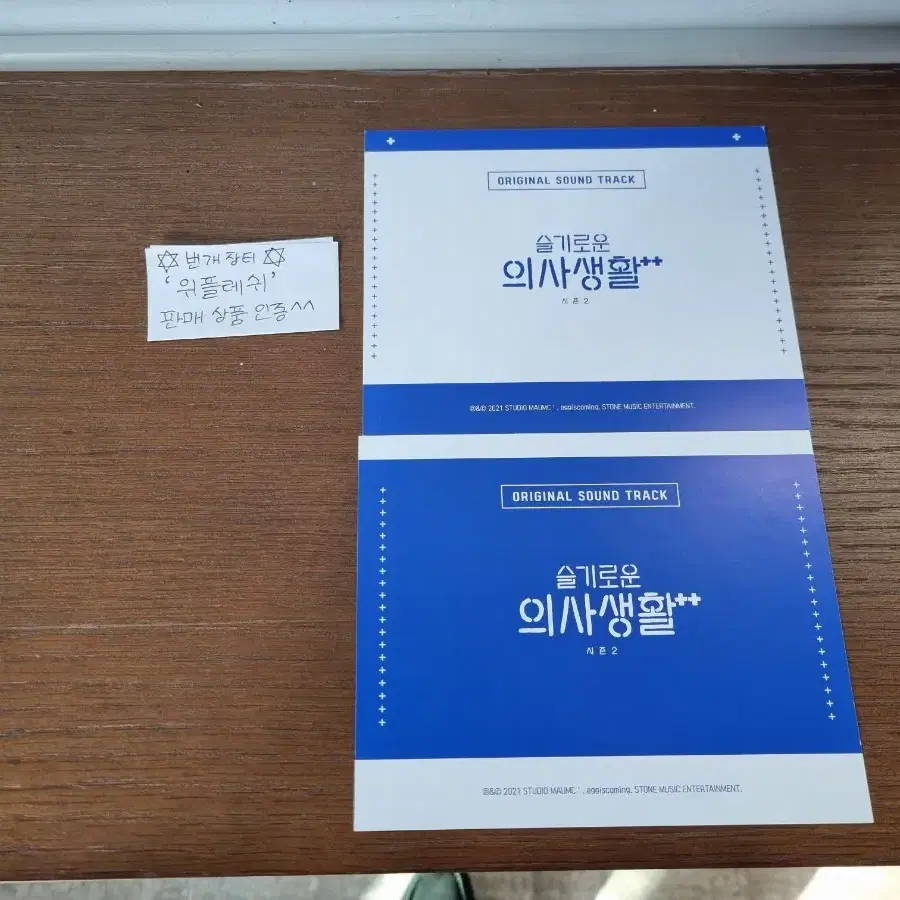 ✡번개장터✡
'위플레쉬'
판매 상품 인증^^
ORIGINAL SOUND TRACK
슬기로운
의사생활++
시즌 2
℗&© 2021 STUDIO MAUM C&C, egg is coming, STONE MUSIC ENTERTAINMENT.
ORIGINAL SOUND TRACK
슬기로운
의사생활++
시즌 2
℗&© 2021 STUDIO MAUM C&C, egg is coming, STONE MUSIC ENTERTAINMENT.